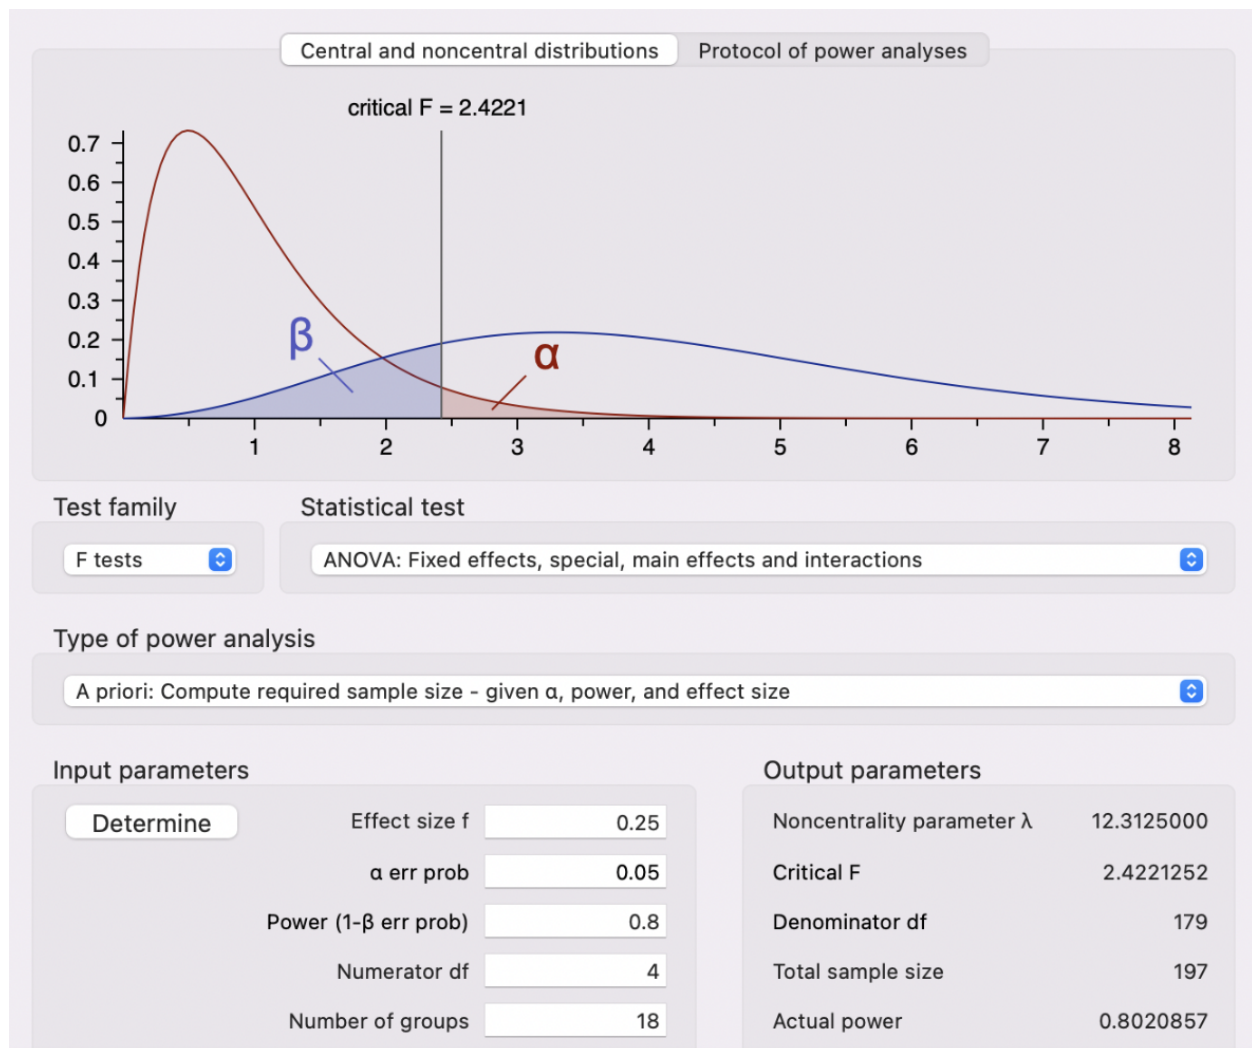 Central and noncentral distributions Protocol of power analyses
critical F = 2.4221
0.7
0.6
0.5
0.4
0.3
0.2
0.1
0
β
α
1 2 3 4 5 6 7 8
Test family Statistical test
F tests ANOVA: Fixed effects, special, main effects and interactions
Type of power analysis
A priori: Compute required sample size - given α, power, and effect size
Input parameters Output parameters
Determine Effect size f 0.25 Noncentrality parameter λ 12.3125000
α err prob 0.05 Critical F 2.4221252
Power (1-β err prob) 0.8 Denominator df 179
Numerator df 4 Total sample size 197
Number of groups 18 Actual power 0.8020857